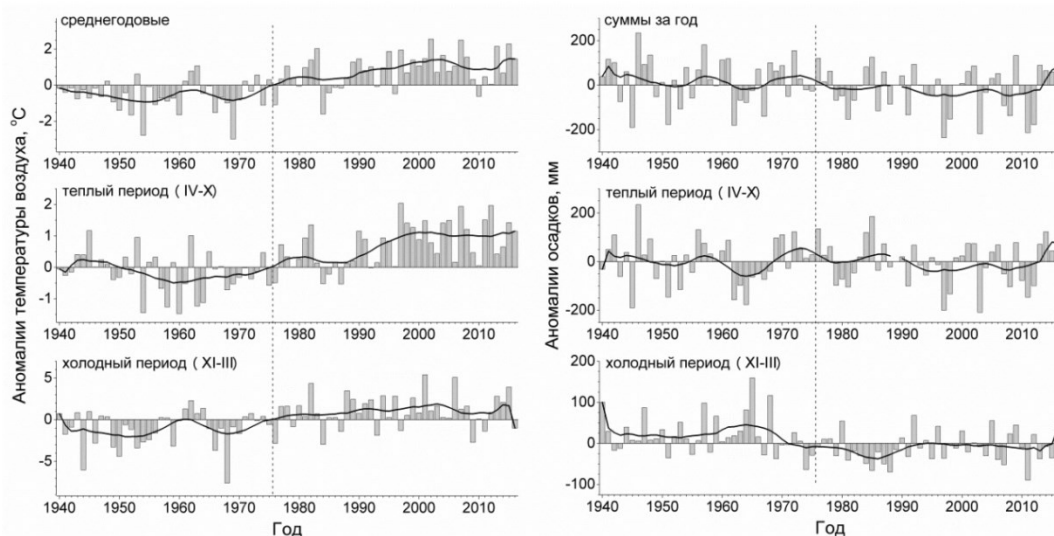 среднегодовые
2
0
-2
1940 1950 1960 1970 1980 1990 2000 2010
теплый период ( IV-X)
2
1
0
-1
1940 1950 1960 1970 1980 1990 2000 2010
холодный период ( XI-III)
5
0
-5
1940 1950 1960 1970 1980 1990 2000 2010
Год
Аномалии температуры воздуха, °C
суммы за год
200
0
-200
1940 1950 1960 1970 1980 1990 2000 2010
теплый период ( IV-X)
200
0
-200
1940 1950 1960 1970 1980 1990 2000 2010
холодный период ( XI-III)
200
100
0
-100
1940 1950 1960 1970 1980 1990 2000 2010
Год
Аномалии осадков, мм